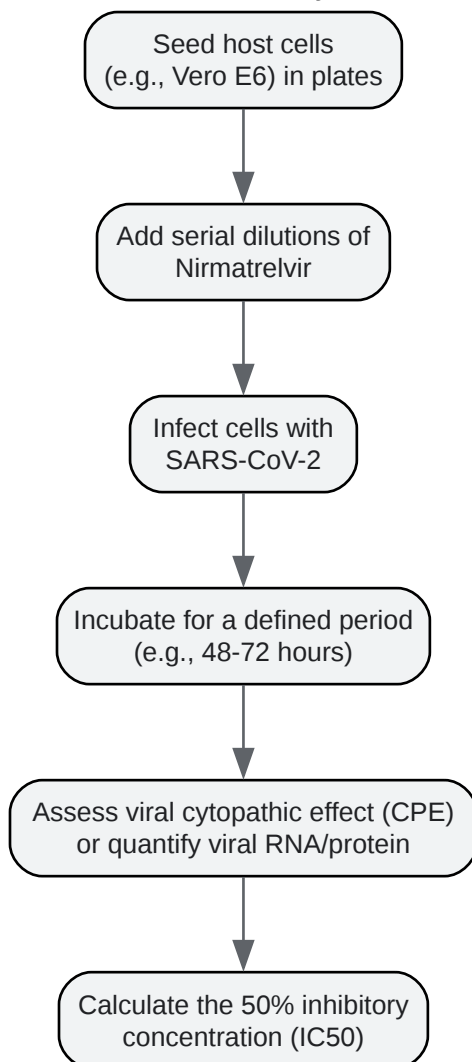 Seed host cells
(e.g., Vero E6) in plates
Add serial dilutions of
Nirmatrelvir
Infect cells with
SARS-CoV-2
Incubate for a defined period
(e.g., 48-72 hours)
Assess viral cytopathic effect (CPE)
or quantify viral RNA/protein
Calculate the 50% inhibitory
concentration (IC50)